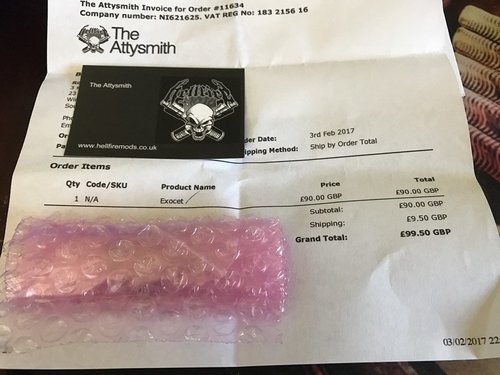 The Attysmith Invoice for Order #11634
Company number: NI621625. VAT REG No: 183 2156 16
The
Attysmith
The Attysmith
Hellfire
www.hellfiremods.co.uk
Date: 3rd Feb 2017
Method: Ship by Order Total
Order Items
Qty Code/SKU Product Name Price Total
1 N/A Exocet £90.00 GBP £90.00 GBP
Subtotal: £90.00 GBP
Shipping: £9.50 GBP
Grand Total: £99.50 GBP
03/02/2017 22